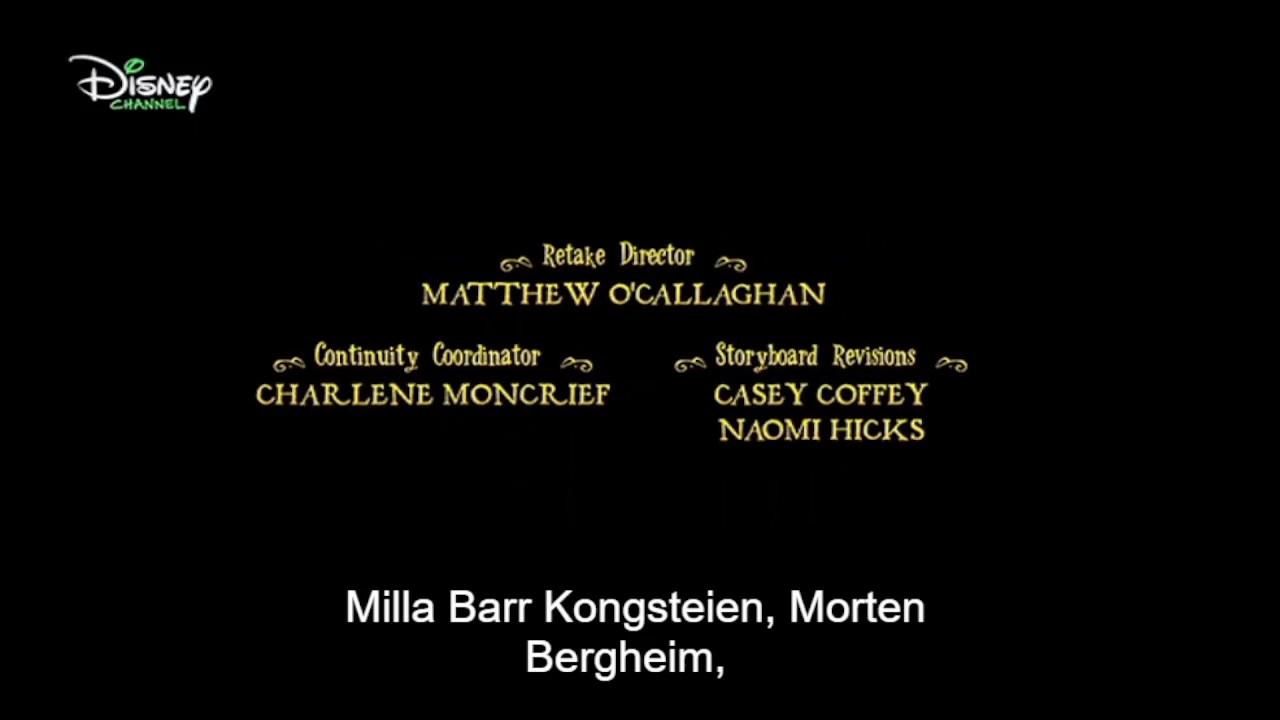 Disney
CHANNEL
Retake Director
MATTHEW O'CALLAGHAN
Continuity Coordinator
CHARLENE MONCRIEF
Storyboard Revisions
CASEY COFFEY
NAOMI HICKS
Milla Barr Kongsteien, Morten
Bergheim,